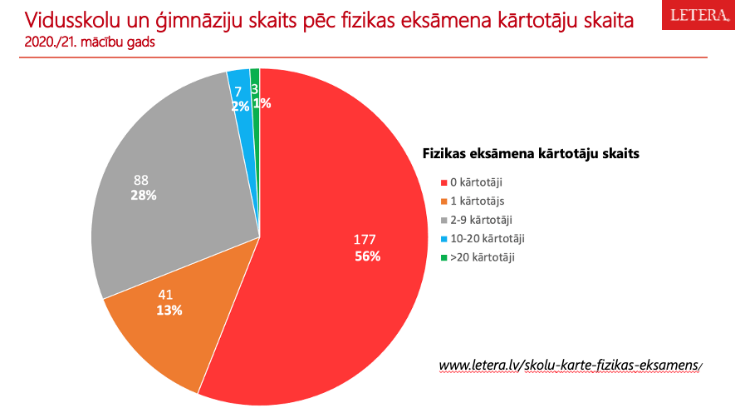 Vidusskolu un ģimnāziju skaits pēc fizikas eksāmena kārtotāju skaita
2020./21. mācību gads
LETERA.
7
2%
3
1%
88
28%
177
56%
41
13%
Fizikas eksāmena kārtotāju skaits
0 kārtotāji
1 kārtotājs
2-9 kārtotāji
10-20 kārtotāji
>20 kārtotāji
www.letera.lv/skolu-karte-fizikas-eksamens/